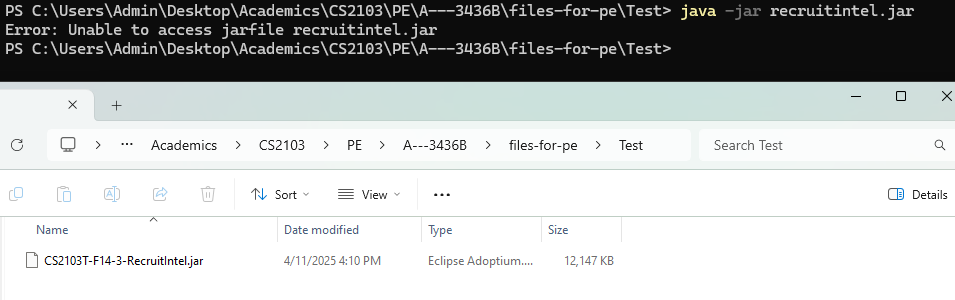 PS C:\Users\Admin\Desktop\Academics\CS2103\PE\A---3436B\files-for-pe\Test> java -jar recruitintel.jar
Error: Unable to access jarfile recruitintel.jar
PS C:\Users\Admin\Desktop\Academics\CS2103\PE\A---3436B\files-for-pe\Test>
Academics > CS2103 > PE > A---3436B > files-for-pe > Test > Search Test
Sort View ••• Details
Name Date modified Type Size
CS2103T-F14-3-RecruitIntel.jar 4/11/2025 4:10 PM Eclipse Adoptium.... 12,147 KB